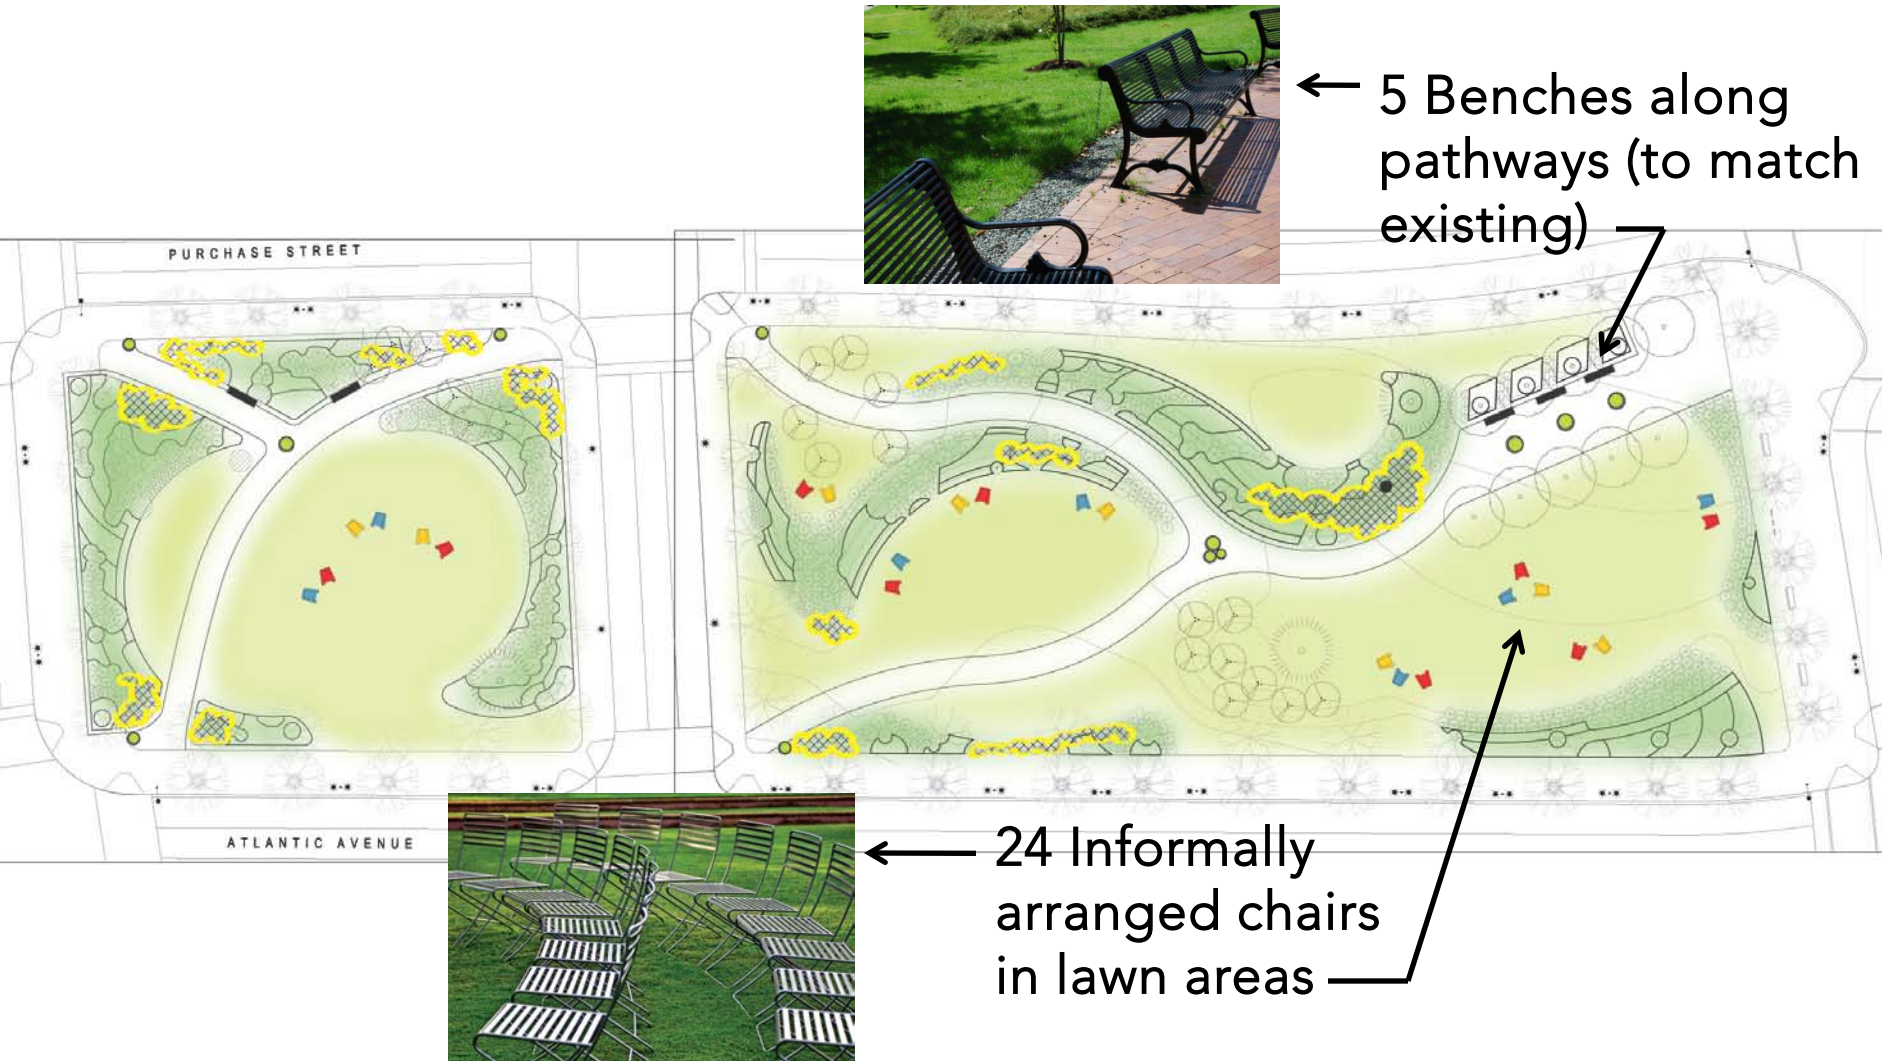 5 Benches along
pathways (to match
existing)
PURCHASE STREET
ATLANTIC AVENUE
24 Informally
arranged chairs
in lawn areas